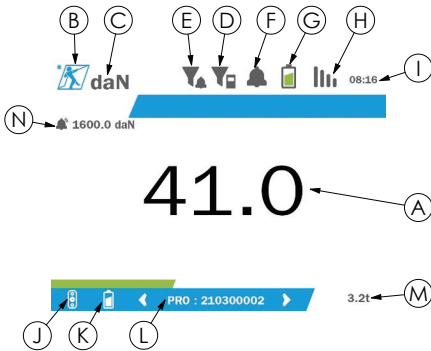 B C E D F G H
daN 08:16 I
N 1600.0 daN
41.0 A
PRO : 210300002 3.2t M
J K L